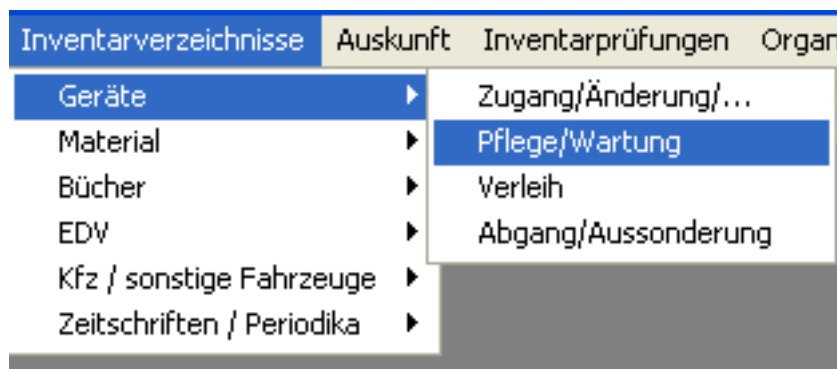 Inventarverzeichnisse Auskunft Inventarprüfungen Organ
Geräte
Material
Bücher
EDV
Kfz / sonstige Fahrzeuge
Zeitschriften / Periodika
Zugang/Änderung/...
Pflege/Wartung
Verleih
Abgang/Aussonderung